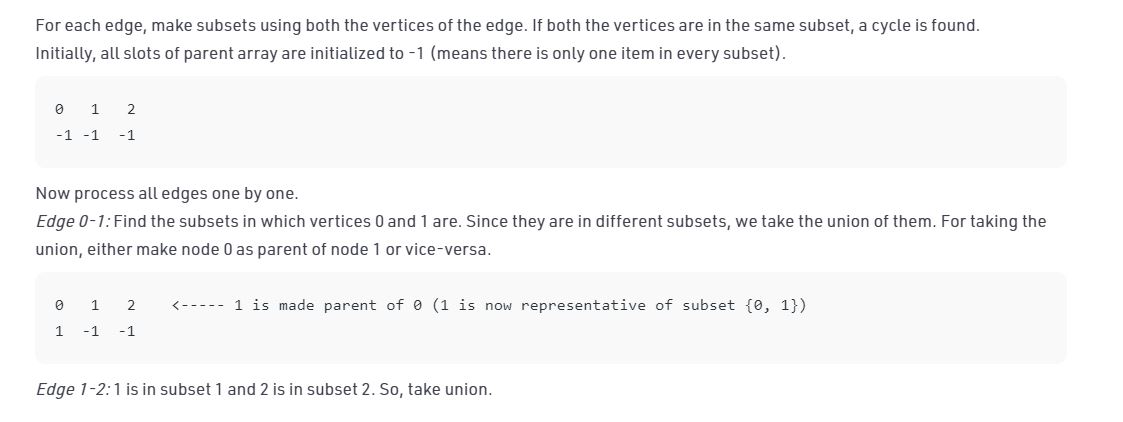 For each edge, make subsets using both the vertices of the edge. If both the vertices are in the same subset, a cycle is found.
Initially, all slots of parent array are initialized to -1 (means there is only one item in every subset).
0 1 2
-1 -1 -1
Now process all edges one by one.
Edge 0-1: Find the subsets in which vertices 0 and 1 are. Since they are in different subsets, we take the union of them. For taking the
union, either make node 0 as parent of node 1 or vice-versa.
0 1 2 <----- 1 is made parent of 0 (1 is now representative of subset {0, 1})
1 -1 -1
Edge 1-2: 1 is in subset 1 and 2 is in subset 2. So, take union.